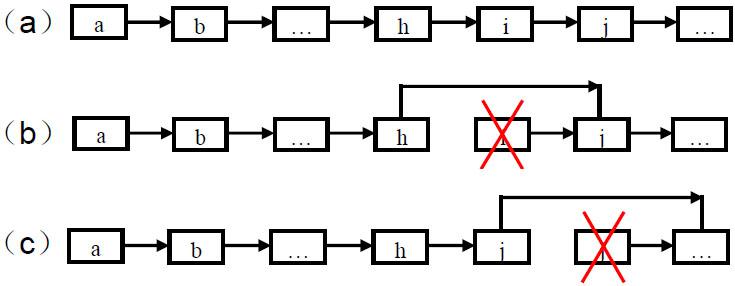 （a） a b … h i j …
（b） a b … h j …
（c） a b … h j …